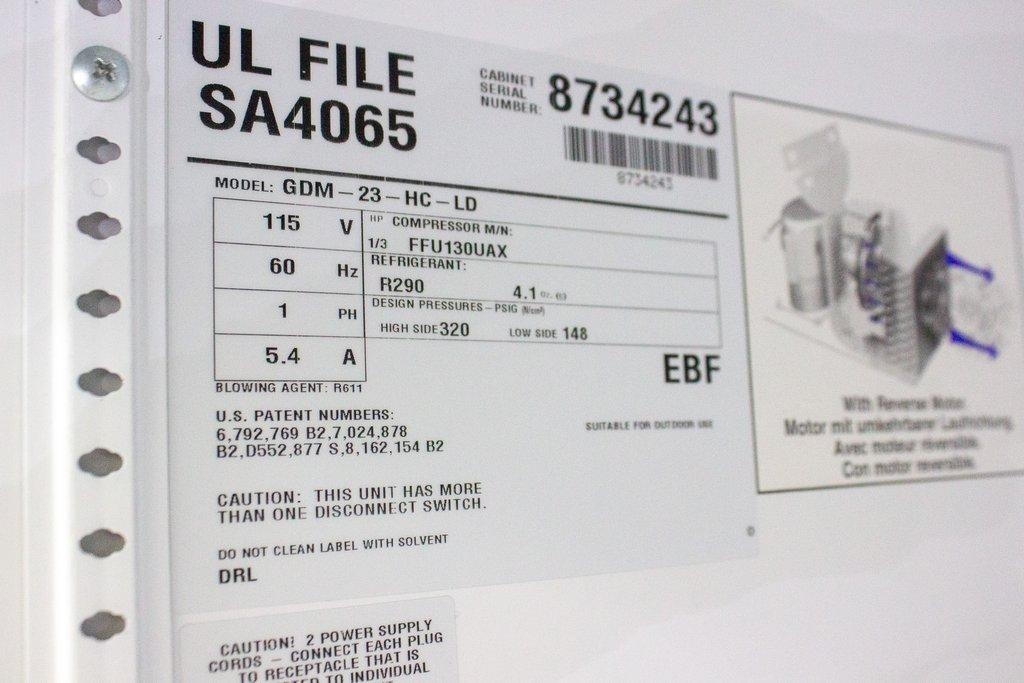 UL FILE
SA4065
CABINET
SERIAL
NUMBER: 8734243
8734243
MODEL: GDM-23-HC-LD
115 V
60 Hz
1 PH
5.4 A
HP COMPRESSOR M/N:
1/3 FFU130UAX
REFRIGERANT:
R290 4.1 oz.
DESIGN PRESSURES-PSIG
HIGH SIDE 320 LOW SIDE 148
BLOWING AGENT: R611
EBF
U.S. PATENT NUMBERS:
6,792,769 B2,7,024,878
B2,D552,877 S,8,162,154 B2
SUITABLE FOR OUTDOOR USE
CAUTION: THIS UNIT HAS MORE
THAN ONE DISCONNECT SWITCH.
DO NOT CLEAN LABEL WITH SOLVENT
DRL
With Reverse Motor
Motor mit umkehrbarer Laufrichtung
Avec moteur réversible
Con motor reversible
CAUTION! 2 POWER SUPPLY
CORDS - CONNECT EACH PLUG
TO RECEPTACLE THAT IS
TO INDIVIDUAL